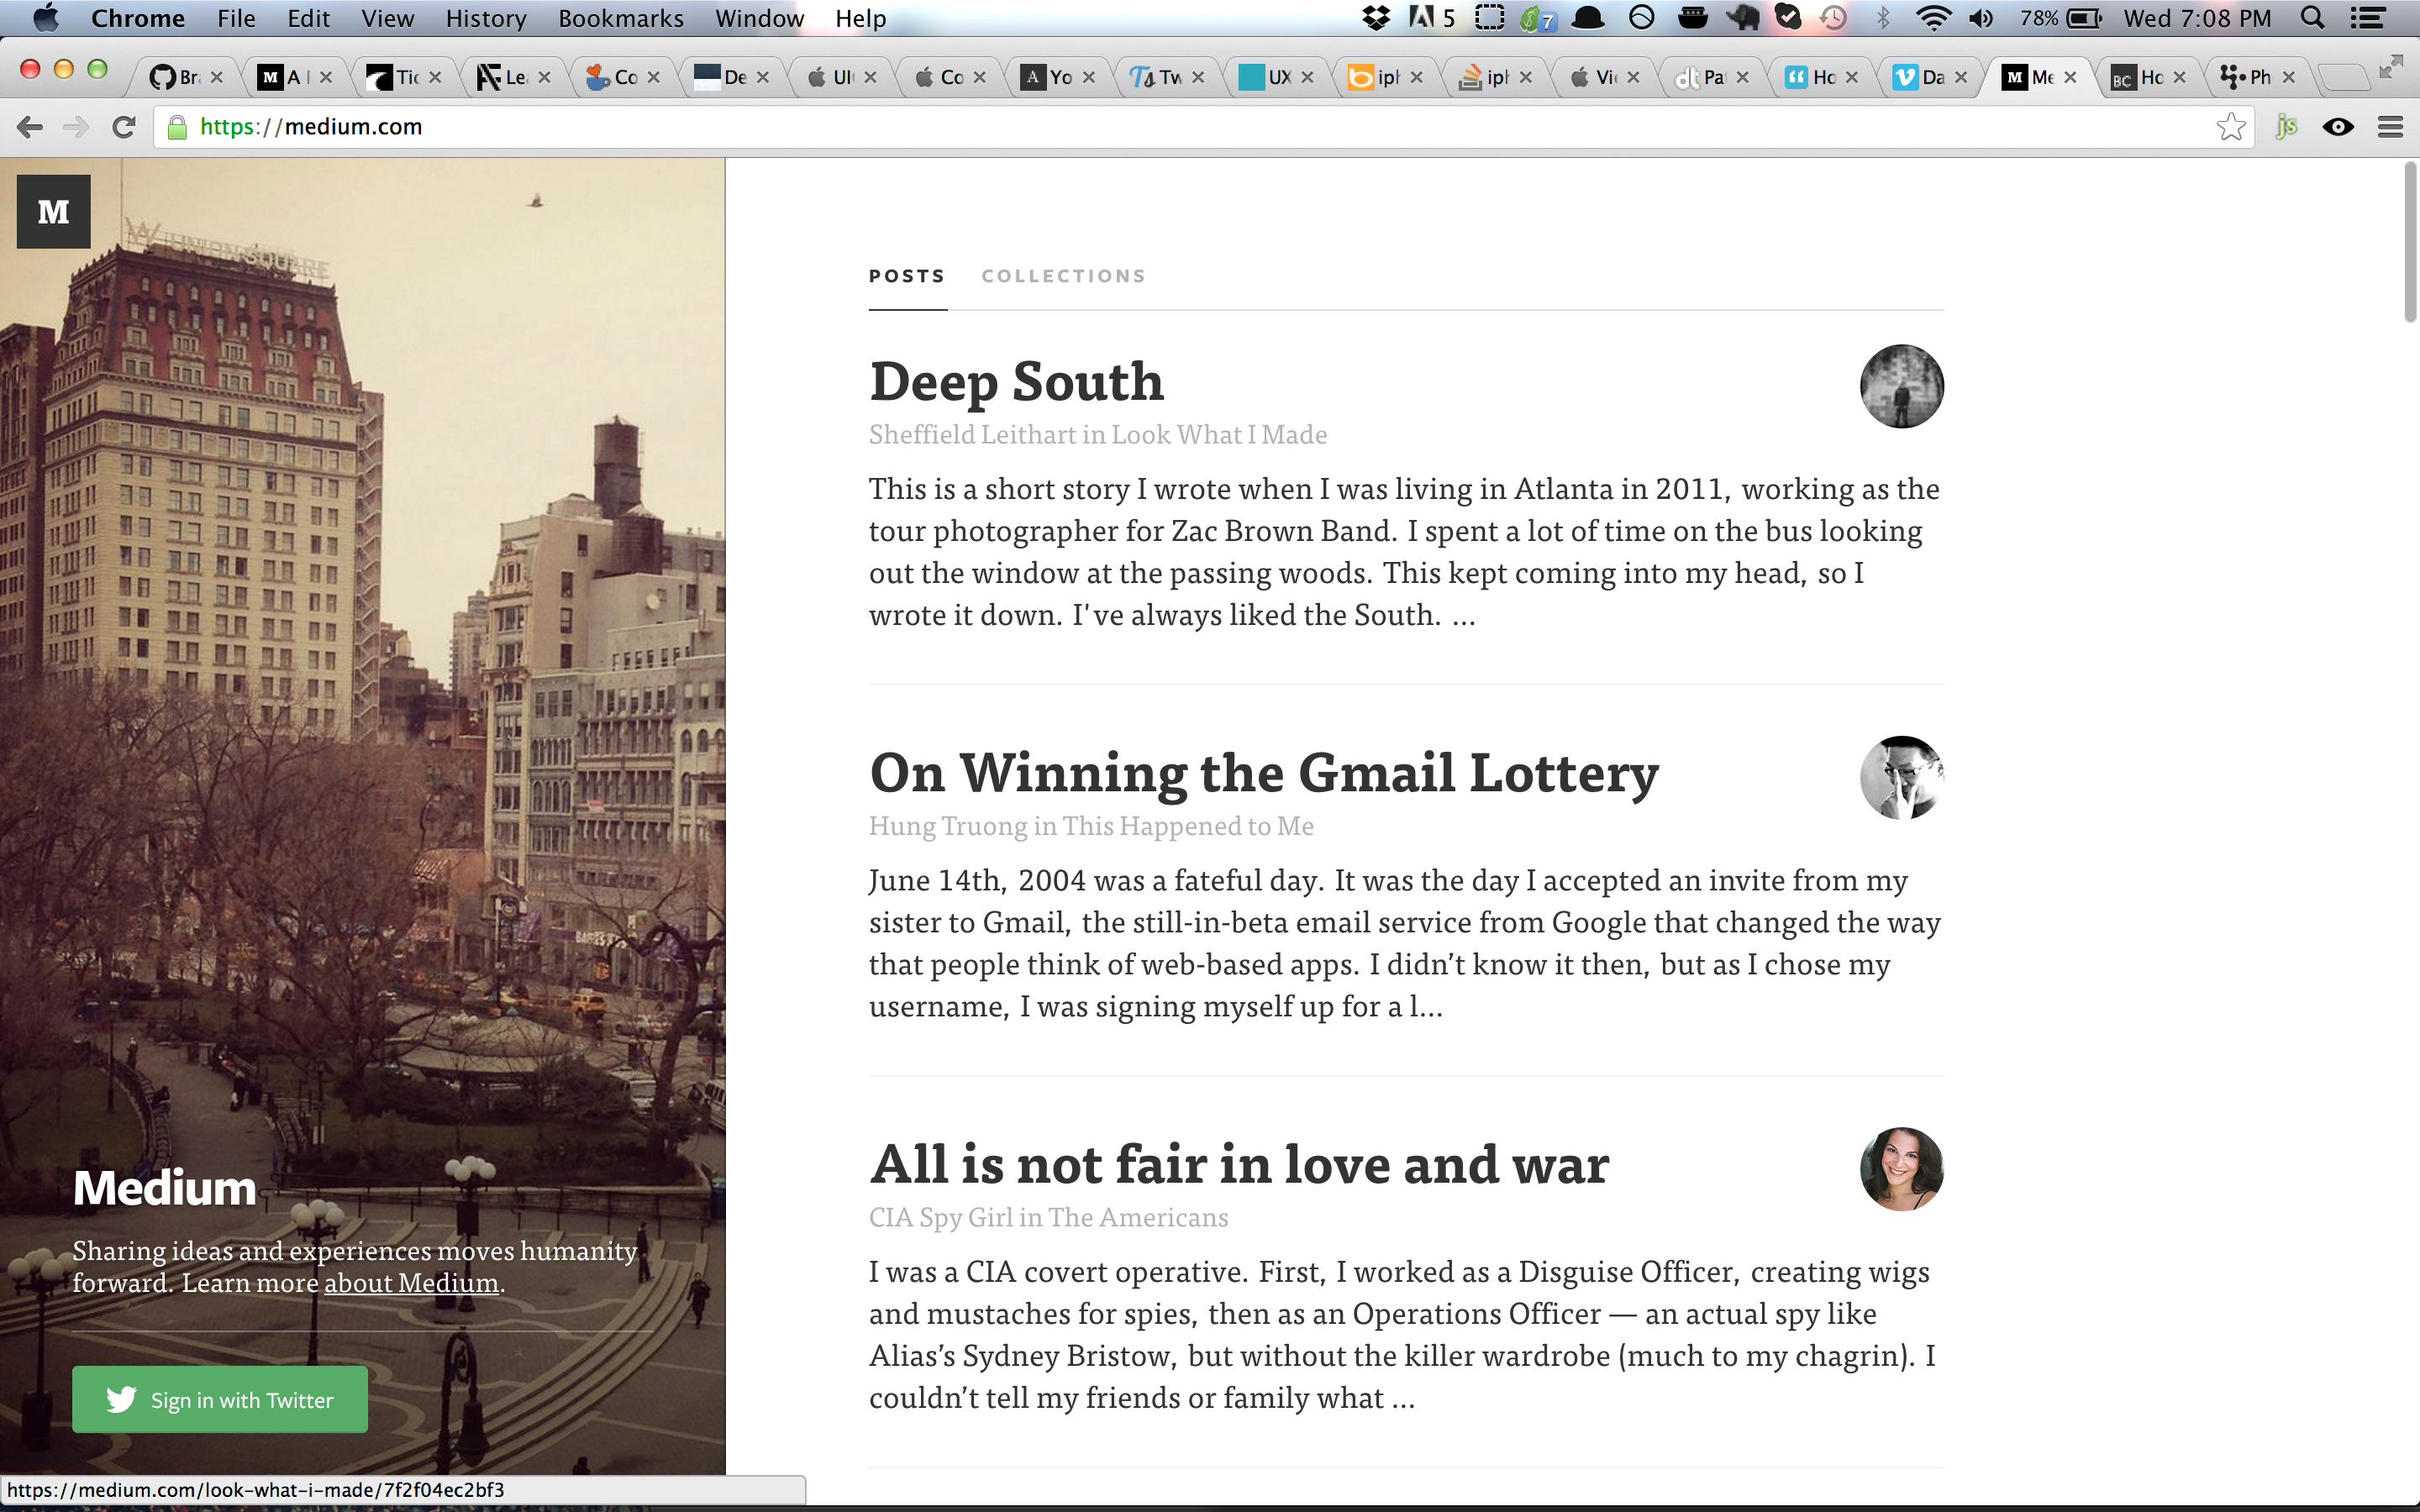 Chrome File Edit View History Bookmarks Window Help 5 7 78% Wed 7:08 PM
Br M A Tic Le Co De UI Co A Yo Ts Tw UX b iph iph Vi dt Pa Ho Da M Me BC Ho Ph
https://medium.com js
M
W UNION SQUARE
POSTS COLLECTIONS
Deep South
Sheffield Leithart in Look What I Made
This is a short story I wrote when I was living in Atlanta in 2011, working as the
tour photographer for Zac Brown Band. I spent a lot of time on the bus looking
out the window at the passing woods. This kept coming into my head, so I
wrote it down. I’ve always liked the South. ...
On Winning the Gmail Lottery
Hung Truong in This Happened to Me
June 14th, 2004 was a fateful day. It was the day I accepted an invite from my
sister to Gmail, the still-in-beta email service from Google that changed the way
that people think of web-based apps. I didn’t know it then, but as I chose my
username, I was signing myself up for a l...
All is not fair in love and war
CIA Spy Girl in The Americans
I was a CIA covert operative. First, I worked as a Disguise Officer, creating wigs
and mustaches for spies, then as an Operations Officer — an actual spy like
Alias’s Sydney Bristow, but without the killer wardrobe (much to my chagrin). I
couldn’t tell my friends or family what ...
Medium
Sharing ideas and experiences moves humanity
forward. Learn more about Medium.
Sign in with Twitter
https://medium.com/look-what-i-made/7f2f04ec2bf3